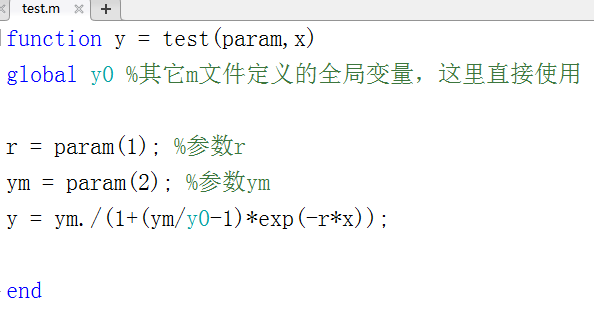 test.m
function y = test(param,x)
global y0 %其它m文件定义的全局变量，这里直接使用
r = param(1); %参数r
ym = param(2); %参数ym
y = ym./(1+(ym/y0-1)*exp(-r*x));
end